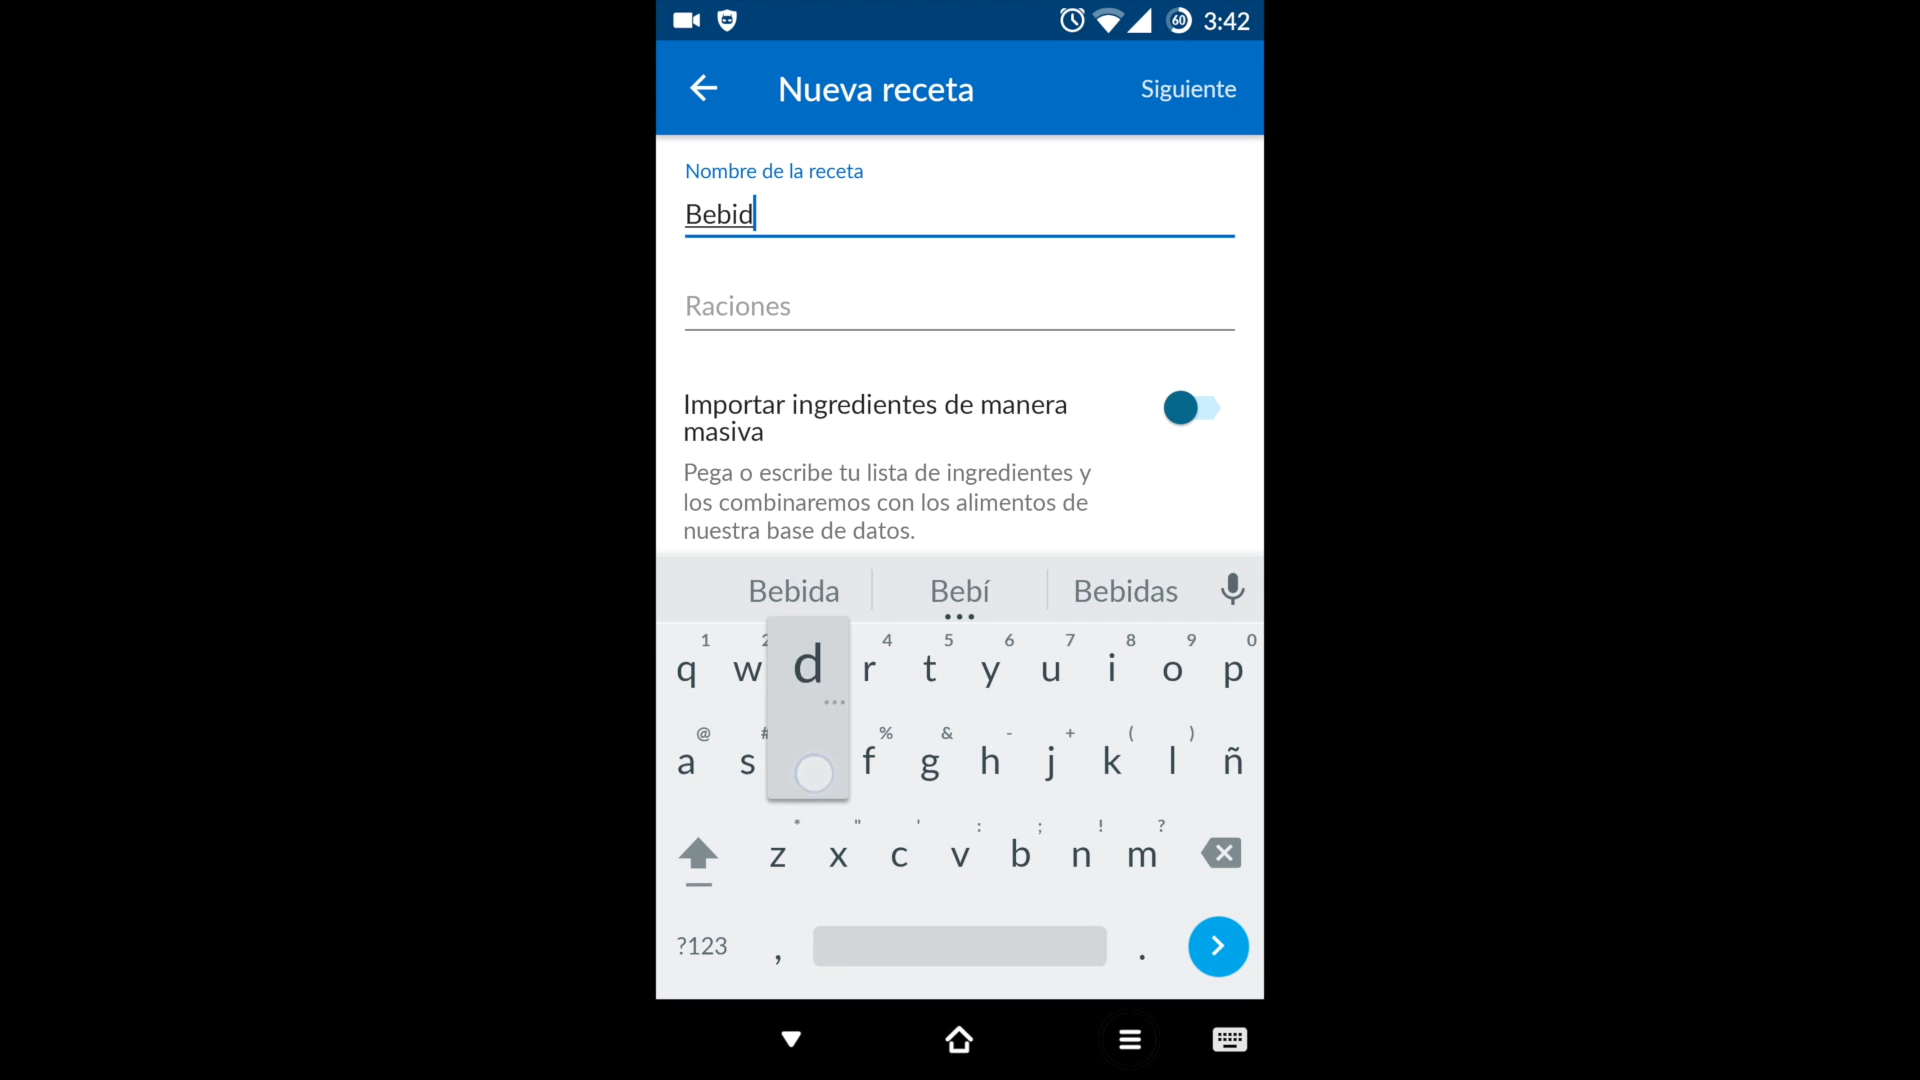 60 3:42
Nueva receta Siguiente
Nombre de la receta
Bebid
Raciones
Importar ingredientes de manera
masiva
Pega o escribe tu lista de ingredientes y
los combinaremos con los alimentos de
nuestra base de datos.
Bebida Bebí Bebidas
1 2 4 5 6 7 8 9 0
q w d r t y u i o p
@ # % & - + ( )
a s f g h j k l ñ
* " ' : ; ! ?
z x c v b n m
?123 , .